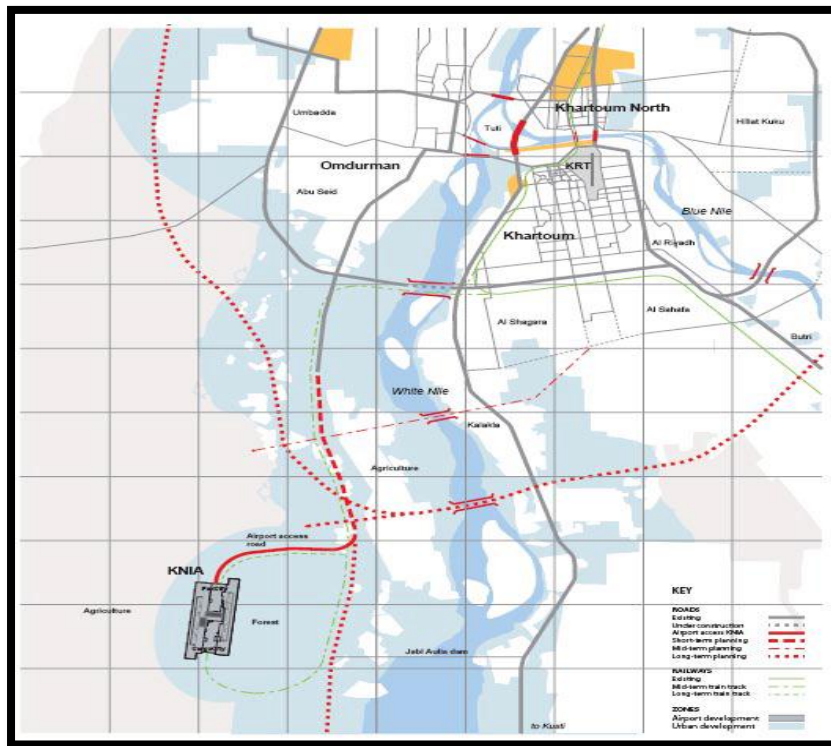 Khartoum North
Umbadda
Tuti
Hillat Kuku
Omdurman
KRT
Abu Seid
Blue Nile
Khartoum
Al Riyadh
Al Shagara
Al Sahafa
Butri
White Nile
Kalakla
Agriculture
Airport access
road
KNIA
Agriculture
Forest
Jabl Aulia dam
to Kusti
KEY
ROADS
Existing
Under construction
Airport access KNIA
Short-term planning
Mid-term planning
Long-term planning
RAILWAYS
Existing
Mid-term train track
Long-term train track
ZONES
Airport development
Urban development